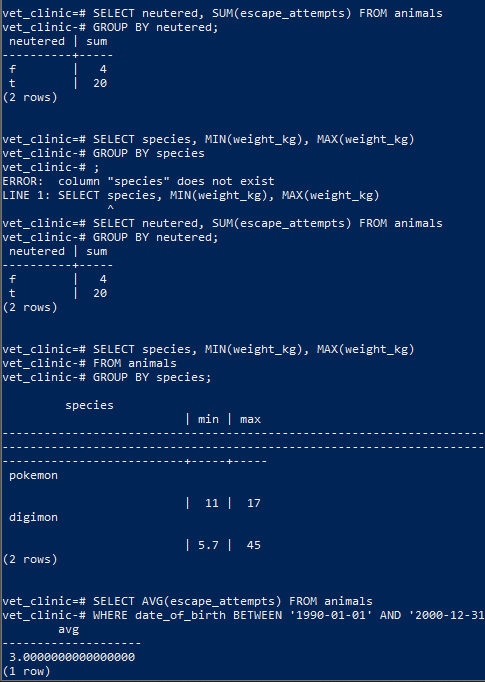 vet_clinic=# SELECT neutered, SUM(escape_attempts) FROM animals
vet_clinic-# GROUP BY neutered;
 neutered | sum
----------+-----
 f        |   4
 t        |  20
(2 rows)
vet_clinic=# SELECT species, MIN(weight_kg), MAX(weight_kg)
vet_clinic-# GROUP BY species
vet_clinic-# ;
ERROR:  column "species" does not exist
LINE 1: SELECT species, MIN(weight_kg), MAX(weight_kg)
               ^
vet_clinic=# SELECT neutered, SUM(escape_attempts) FROM animals
vet_clinic-# GROUP BY neutered;
 neutered | sum
----------+-----
 f        |   4
 t        |  20
(2 rows)
vet_clinic=# SELECT species, MIN(weight_kg), MAX(weight_kg)
vet_clinic-# FROM animals
vet_clinic-# GROUP BY species;
         species
                           | min | max
----------------------------------------------------------------------
----------------------------------------------------------------------
---------------------------+-----+-----
 pokemon
                           |  11 |  17
 digimon
                           | 5.7 |  45
(2 rows)
vet_clinic=# SELECT AVG(escape_attempts) FROM animals
vet_clinic-# WHERE date_of_birth BETWEEN '1990-01-01' AND '2000-12-31
        avg
--------------------
 3.0000000000000000
(1 row)